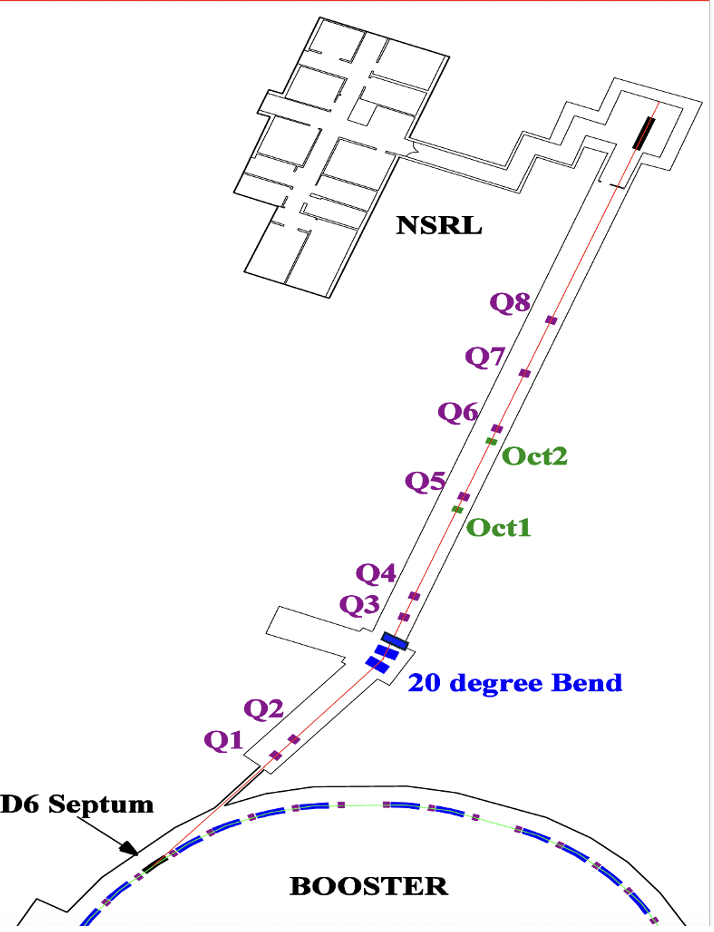 NSRL
Q8
Q7
Q6
Oct2
Q5
Oct1
Q4
Q3
20 degree Bend
Q2
Q1
D6 Septum
BOOSTER